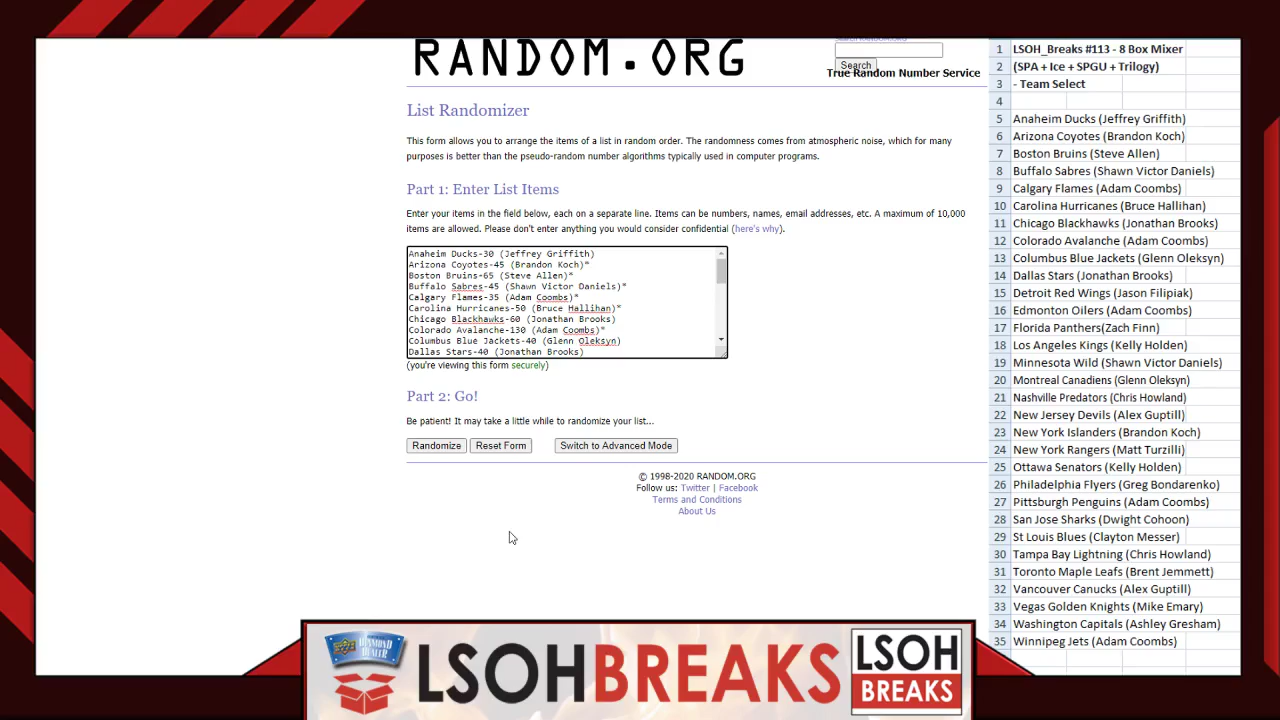 RANDOM.ORG
Search RANDOM.ORG
Search
True Random Number Service
List Randomizer
This form allows you to arrange the items of a list in random order. The randomness comes from atmospheric noise, which for many
purposes is better than the pseudo-random number algorithms typically used in computer programs.
Part 1: Enter List Items
Enter your items in the field below, each on a separate line. Items can be numbers, names, email addresses, etc. A maximum of 10,000
items are allowed. Please don't enter anything you would consider confidential (here's why).
Anaheim Ducks-30 (Jeffrey Griffith)
Arizona Coyotes-45 (Brandon Koch)*
Boston Bruins-65 (Steve Allen)*
Buffalo Sabres-45 (Shawn Victor Daniels)*
Calgary Flames-35 (Adam Coombs)*
Carolina Hurricanes-50 (Bruce Hallihan)*
Chicago Blackhawks-60 (Jonathan Brooks)
Colorado Avalanche-130 (Adam Coombs)*
Columbus Blue Jackets-40 (Glenn Oleksyn)
Dallas Stars-40 (Jonathan Brooks)
(you're viewing this form securely)
Part 2: Go!
Be patient! It may take a little while to randomize your list...
Randomize Reset Form Switch to Advanced Mode
© 1998-2020 RANDOM.ORG
Follow us: Twitter | Facebook
Terms and Conditions
About Us
1 LSOH_Breaks #113 - 8 Box Mixer
2 (SPA + Ice + SPGU + Trilogy)
3 - Team Select
4
5 Anaheim Ducks (Jeffrey Griffith)
6 Arizona Coyotes (Brandon Koch)
7 Boston Bruins (Steve Allen)
8 Buffalo Sabres (Shawn Victor Daniels)
9 Calgary Flames (Adam Coombs)
10 Carolina Hurricanes (Bruce Hallihan)
11 Chicago Blackhawks (Jonathan Brooks)
12 Colorado Avalanche (Adam Coombs)
13 Columbus Blue Jackets (Glenn Oleksyn)
14 Dallas Stars (Jonathan Brooks)
15 Detroit Red Wings (Jason Filipiak)
16 Edmonton Oilers (Adam Coombs)
17 Florida Panthers(Zach Finn)
18 Los Angeles Kings (Kelly Holden)
19 Minnesota Wild (Shawn Victor Daniels)
20 Montreal Canadiens (Glenn Oleksyn)
21 Nashville Predators (Chris Howland)
22 New Jersey Devils (Alex Guptill)
23 New York Islanders (Brandon Koch)
24 New York Rangers (Matt Turzilli)
25 Ottawa Senators (Kelly Holden)
26 Philadelphia Flyers (Greg Bondarenko)
27 Pittsburgh Penguins (Adam Coombs)
28 San Jose Sharks (Dwight Cohoon)
29 St Louis Blues (Clayton Messer)
30 Tampa Bay Lightning (Chris Howland)
31 Toronto Maple Leafs (Brent Jemmett)
32 Vancouver Canucks (Alex Guptill)
33 Vegas Golden Knights (Mike Emary)
34 Washington Capitals (Ashley Gresham)
35 Winnipeg Jets (Adam Coombs)
DIAMOND
DEALER
LSOHBREAKS
LSOH
BREAKS